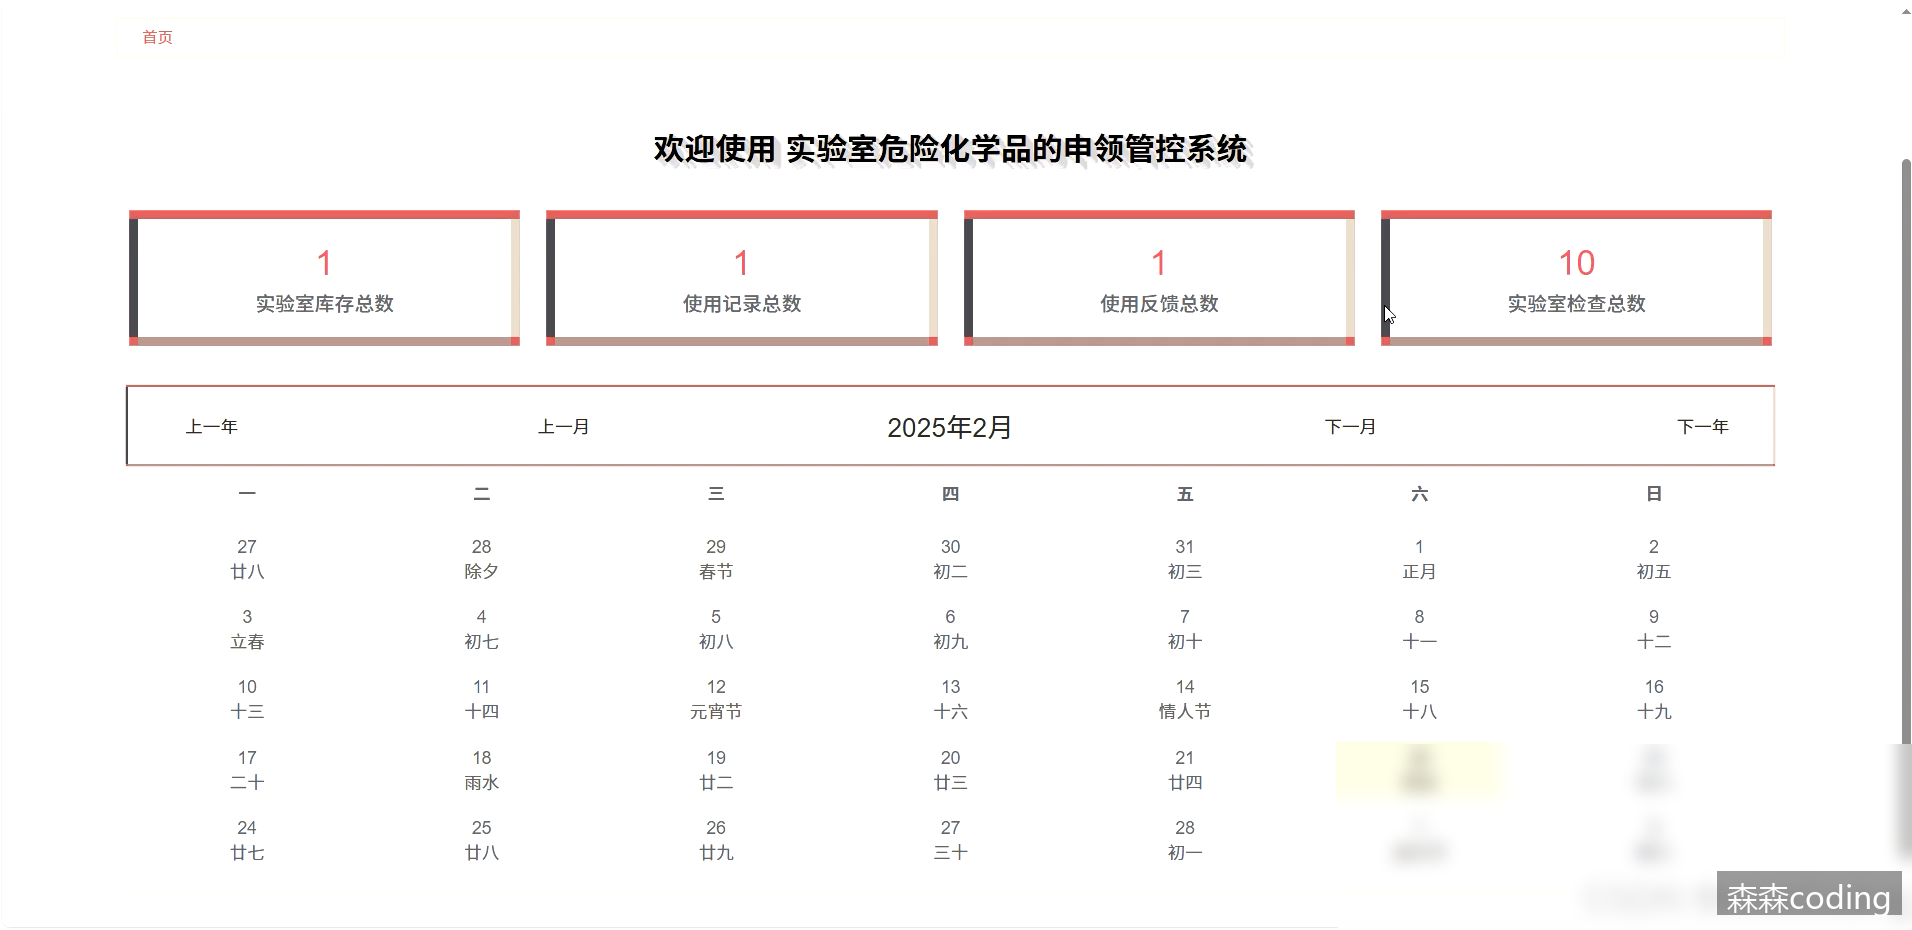 首页
欢迎使用 实验室危险化学品的申领管控系统
1 1 1 10
实验室库存总数 使用记录总数 使用反馈总数 实验室检查总数
上一年 上一月 2025年2月 下一月 下一年
一 二 三 四 五 六 日
27 28 29 30 31 1 2
廿八 除夕 春节 初二 初三 正月 初五
3 4 5 6 7 8 9
立春 初七 初八 初九 初十 十一 十二
10 11 12 13 14 15 16
十三 十四 元宵节 十六 情人节 十八 十九
17 18 19 20 21
二十 雨水 廿二 廿三 廿四
24 25 26 27 28
廿七 廿八 廿九 三十 初一
森森coding